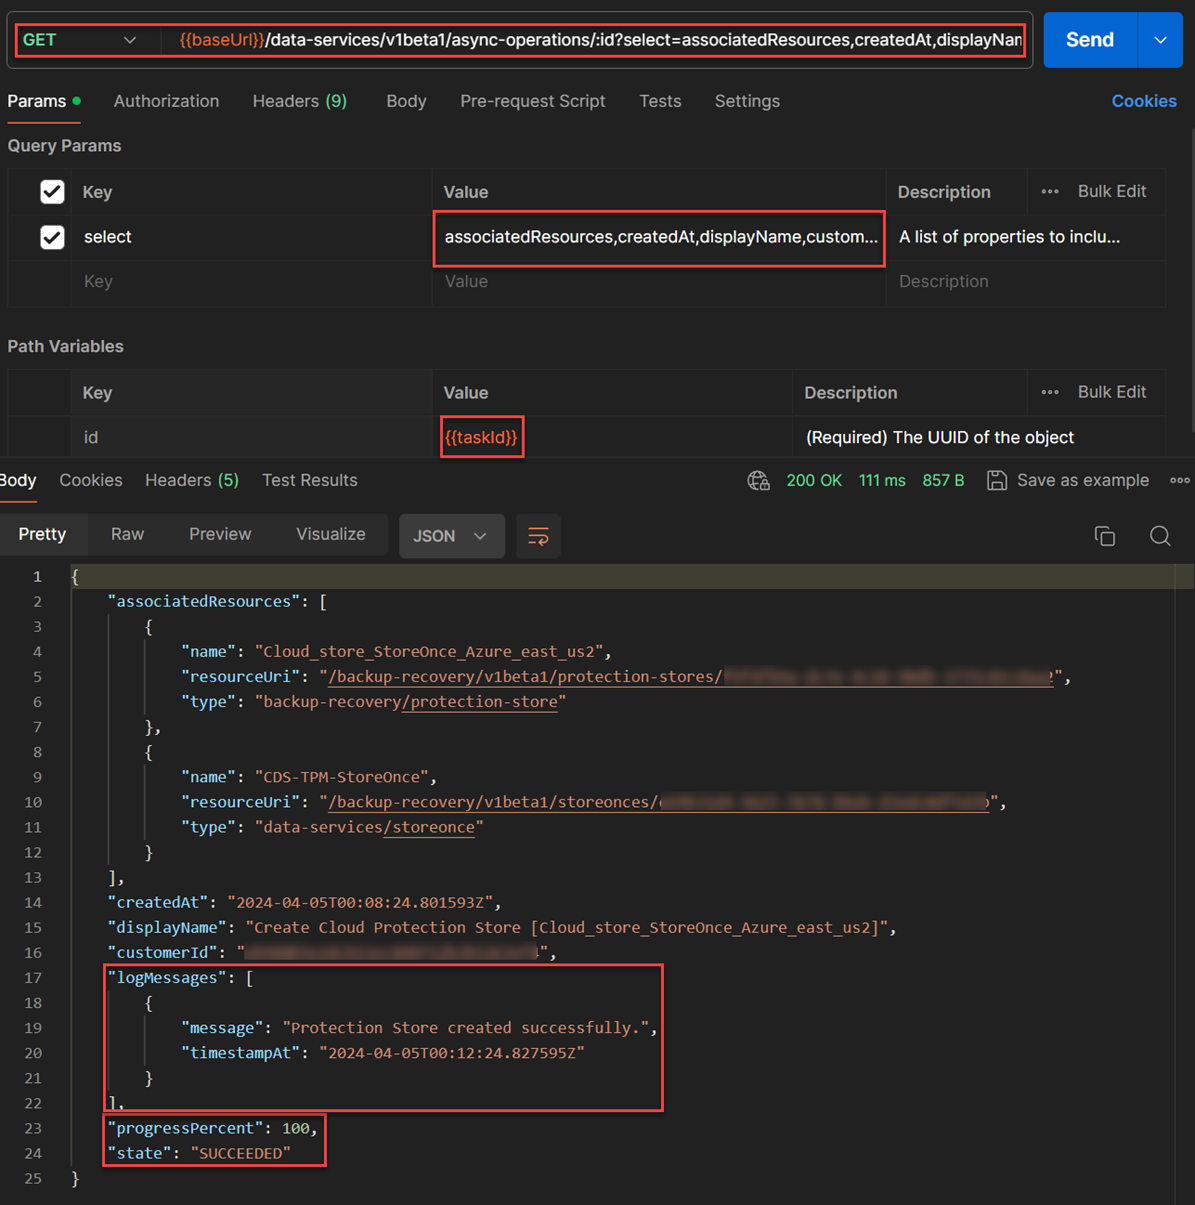 GET {{baseUrl}}/data-services/v1beta1/async-operations/:id?select=associatedResources,createdAt,displayNam Send
Params Authorization Headers (9) Body Pre-request Script Tests Settings Cookies
Query Params
Key Value Description Bulk Edit
select associatedResources,createdAt,displayName,custom... A list of properties to inclu...
Key Value Description
Path Variables
Key Value Description Bulk Edit
id {{taskId}} (Required) The UUID of the object
Body Cookies Headers (5) Test Results 200 OK 111 ms 857 B Save as example
Pretty Raw Preview Visualize JSON
1 {
2 "associatedResources": [
3 {
4 "name": "Cloud_store_StoreOnce_Azure_east_us2",
5 "resourceUri": "/backup-recovery/v1beta1/protection-stores/ ",
6 "type": "backup-recovery/protection-store"
7 },
8 {
9 "name": "CDS-TPM-StoreOnce",
10 "resourceUri": "/backup-recovery/v1beta1/storeonces/ ",
11 "type": "data-services/storeonce"
12 }
13 ],
14 "createdAt": "2024-04-05T00:08:24.801593Z",
15 "displayName": "Create Cloud Protection Store [Cloud_store_StoreOnce_Azure_east_us2]",
16 "customerId": " ",
17 "logMessages": [
18 {
19 "message": "Protection Store created successfully.",
20 "timestampAt": "2024-04-05T00:12:24.827595Z"
21 }
22 ],
23 "progressPercent": 100,
24 "state": "SUCCEEDED"
25 }